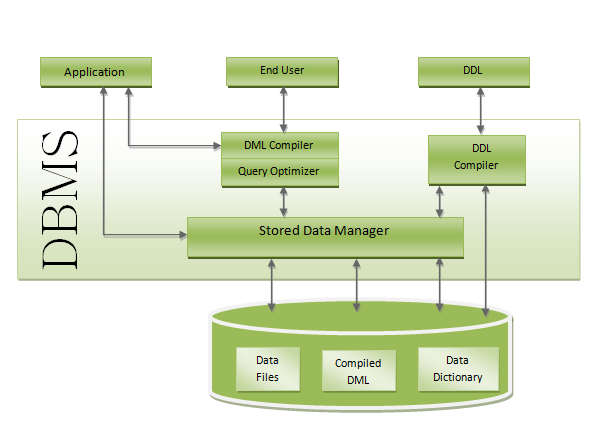 Application
End User
DDL
DBMS
DML Compiler
Query Optimizer
DDL
Compiler
Stored Data Manager
Data
Files
Compiled
DML
Data
Dictionary